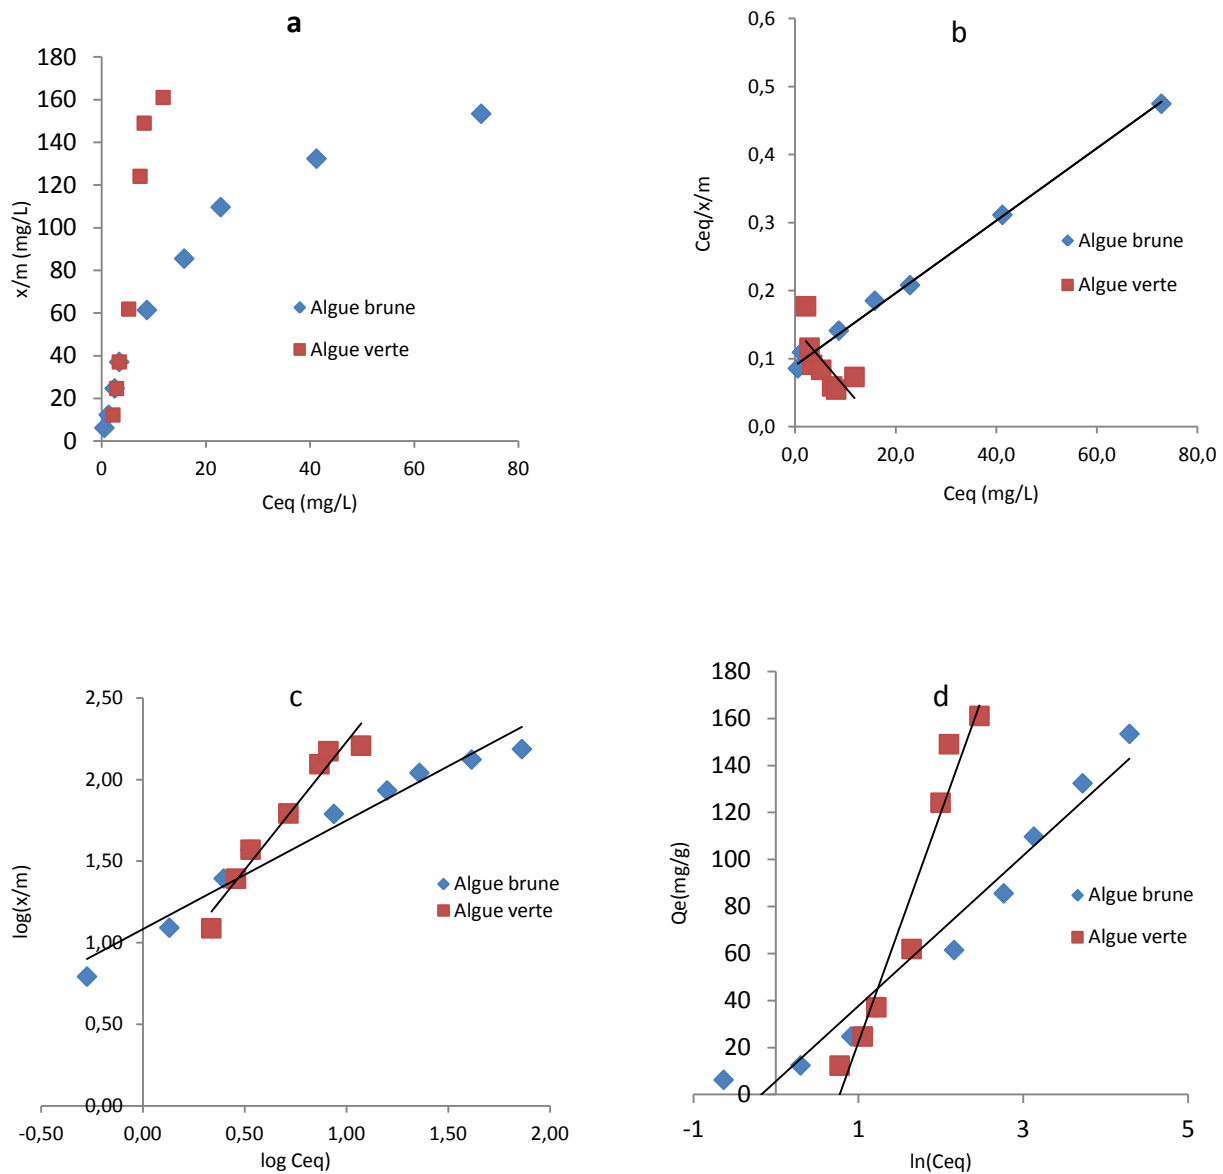 a
180
160
140
120
100
80
60
40
20
0
x/m (mg/L)
Algue brune
Algue verte
0
20
40
60
80
Ceq (mg/L)
b
0,6
0,5
0,4
0,3
0,2
0,1
0,0
Ceq/x/m
Algue brune
Algue verte
0,0
20,0
40,0
60,0
80,0
Ceq (mg/L)
c
2,50
2,00
1,50
1,00
0,50
0,00
log(x/m)
Algue brune
Algue verte
-0,50
0,00
0,50
1,00
1,50
2,00
log Ceq)
d
180
160
140
120
100
80
60
40
20
0
Qe(mg/g)
Algue brune
Algue verte
-1
1
3
5
ln(Ceq)